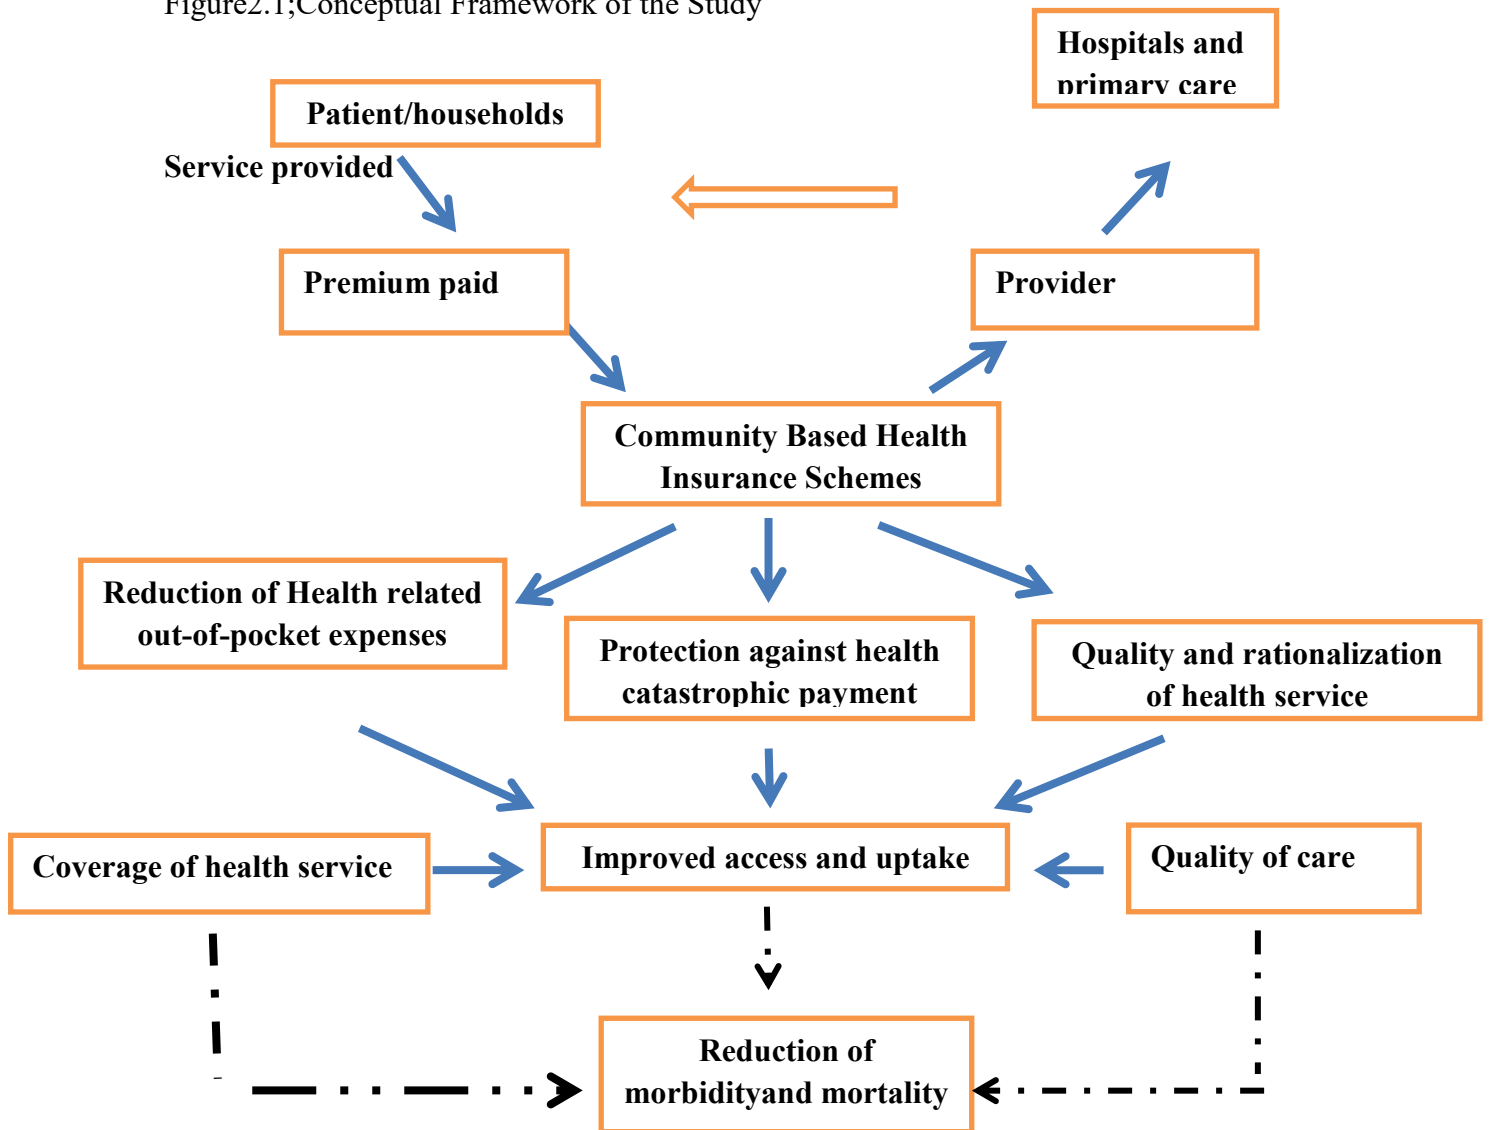 Figure2.1;Conceptual Framework of the Study
Hospitals and
primary care
Patient/households
Service provided
Premium paid
Provider
Community Based Health
Insurance Schemes
Reduction of Health related
out-of-pocket expenses
Protection against health
catastrophic payment
Quality and rationalization
of health service
Coverage of health service
Improved access and uptake
Quality of care
Reduction of
morbidityand mortality